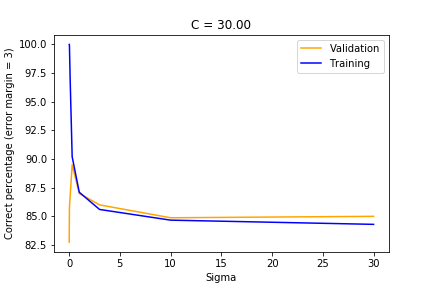 C = 30.00
Validation
Training
Correct percentage (error margin = 3)
100.0
97.5
95.0
92.5
90.0
87.5
85.0
82.5
0 5 10 15 20 25 30
Sigma